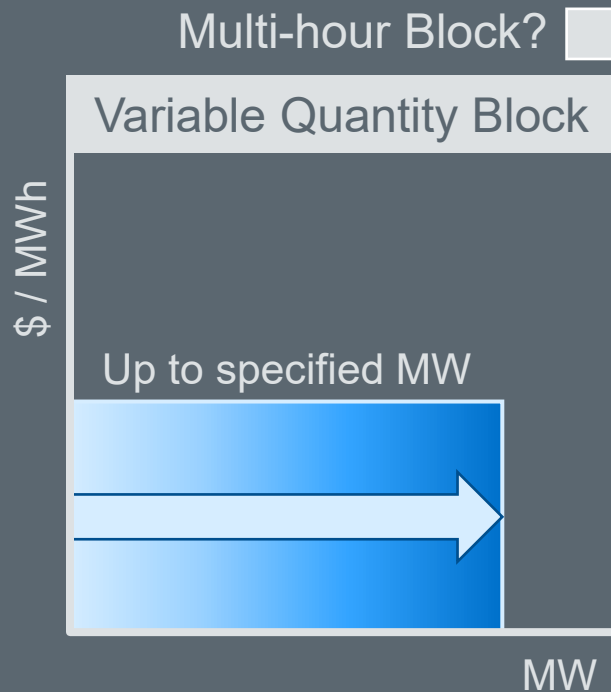 Multi-hour Block?
Variable Quantity Block
$ / MWh
Up to specified MW
MW